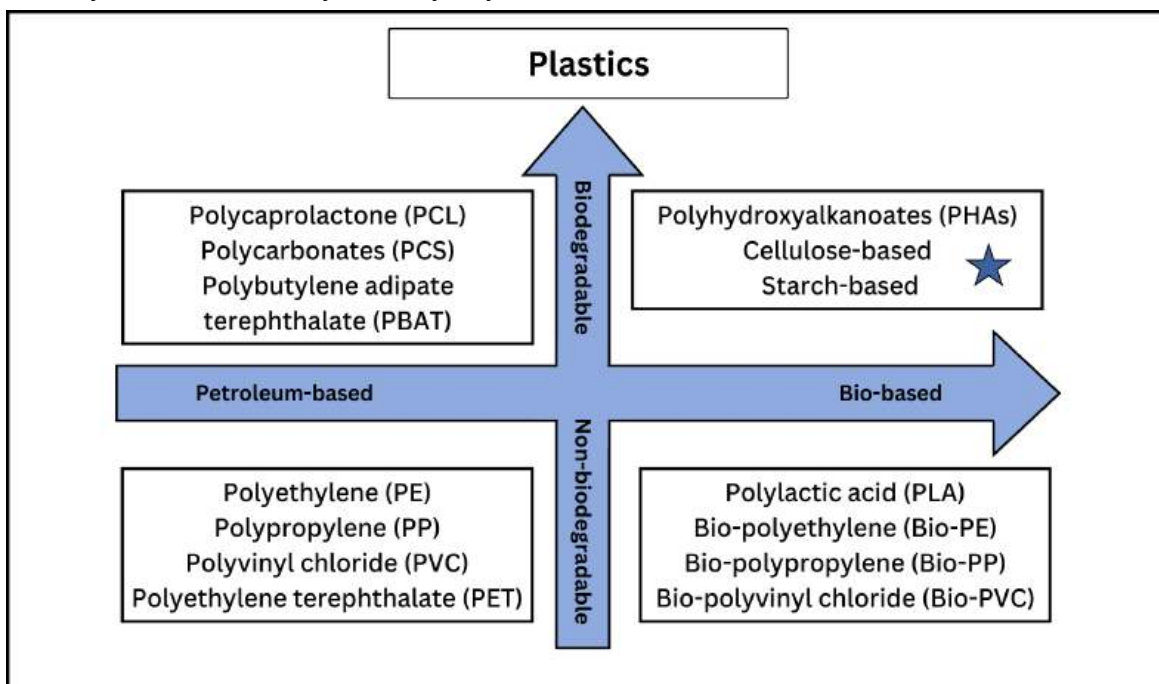 Plastics
Biodegradable
Polycaprolactone (PCL)
Polycarbonates (PCS)
Polybutylene adipate
terephthalate (PBAT)
Polyhydroxyalkanoates (PHAs)
Cellulose-based
Starch-based
Petroleum-based
Bio-based
Non-biodegradable
Polyethylene (PE)
Polypropylene (PP)
Polyvinyl chloride (PVC)
Polyethylene terephthalate (PET)
Polylactic acid (PLA)
Bio-polyethylene (Bio-PE)
Bio-polypropylene (Bio-PP)
Bio-polyvinyl chloride (Bio-PVC)